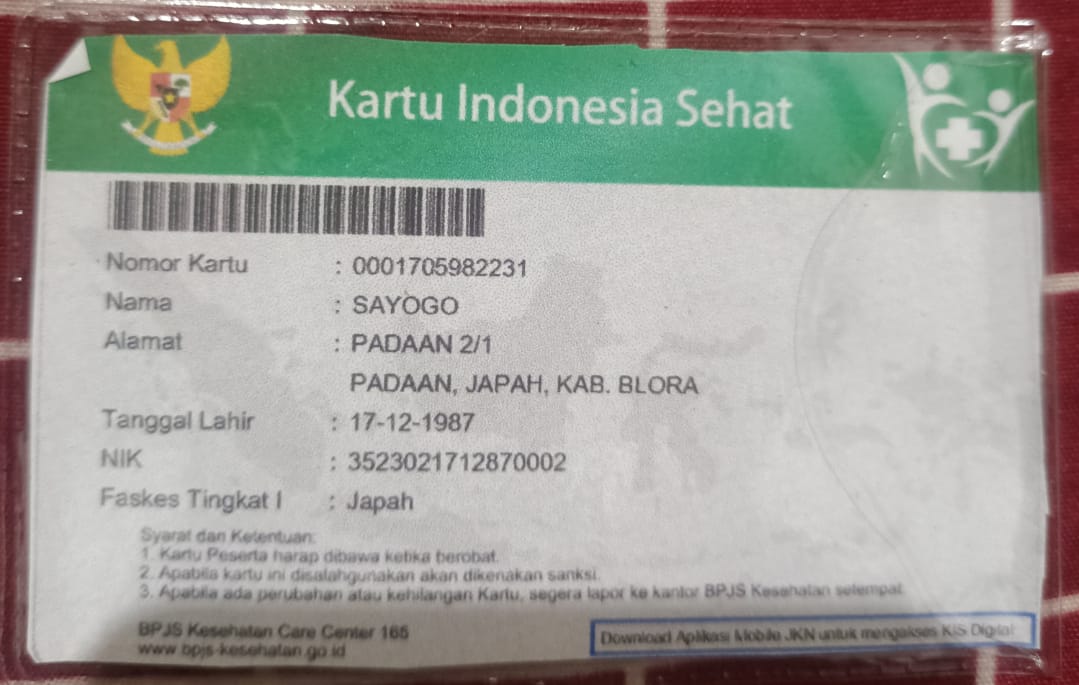 Kartu Indonesia Sehat
Nomor Kartu : 0001705982231
Nama : SAYOGO
Alamat : PADAAN 2/1
PADAAN, JAPAH, KAB. BLORA
Tanggal Lahir : 17-12-1987
NIK : 3523021712870002
Faskes Tingkat I : Japah
Syarat dan Ketentuan:
1. Kartu Peserta harap dibawa ketika berobat.
2. Apabila kartu ini disalahgunakan akan dikenakan sanksi.
3. Apabila ada perubahan atau kehilangan Kartu, segera lapor ke kantor BPJS Kesehatan setempat
BPJS Kesehatan Care Center 165
www.bpjs-kesehatan.go.id
Download Aplikasi Mobile JKN untuk mengakses KIS Digital